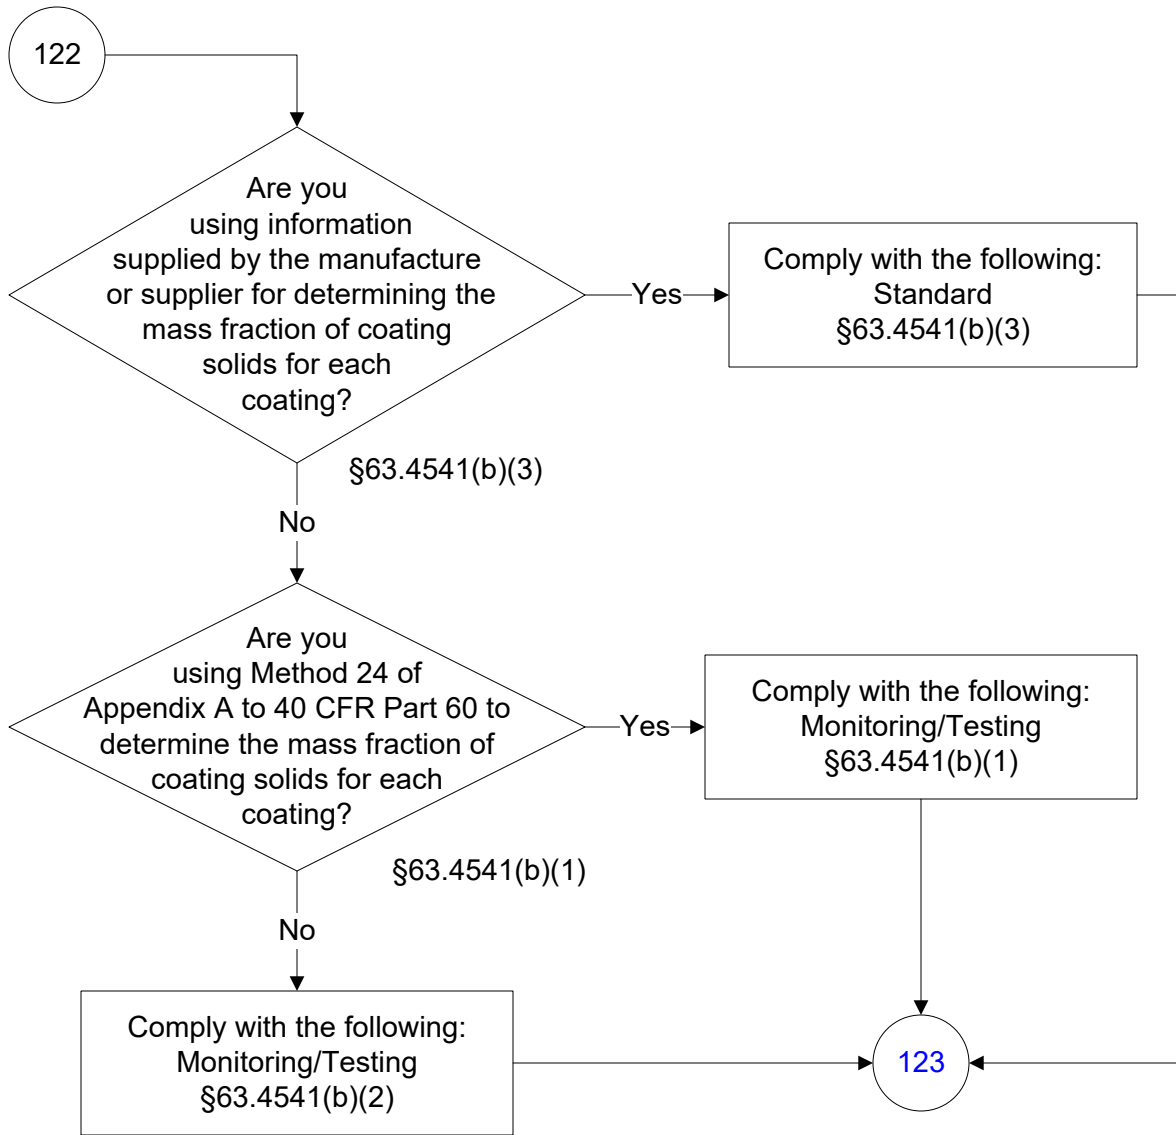 122
Are you
using information
supplied by the manufacture
or supplier for determining the
mass fraction of coating
solids for each
coating?
Yes
Comply with the following:
Standard
§63.4541(b)(3)
§63.4541(b)(3)
No
Are you
using Method 24 of
Appendix A to 40 CFR Part 60 to
determine the mass fraction of
coating solids for each
coating?
Yes
Comply with the following:
Monitoring/Testing
§63.4541(b)(1)
§63.4541(b)(1)
No
Comply with the following:
Monitoring/Testing
§63.4541(b)(2)
123